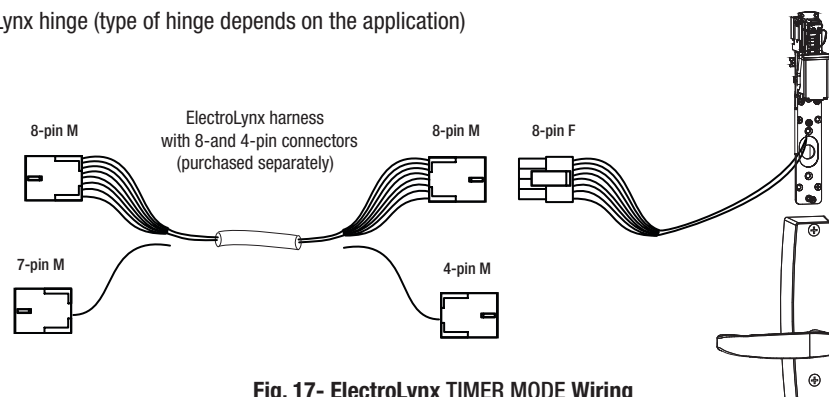 Lynx hinge (type of hinge depends on the application)
ElectroLynx harness
with 8-and 4-pin connectors
(purchased separately)
8-pin M
8-pin M
8-pin F
7-pin M
4-pin M
Fig. 17- ElectroLynx TIMER MODE Wiring